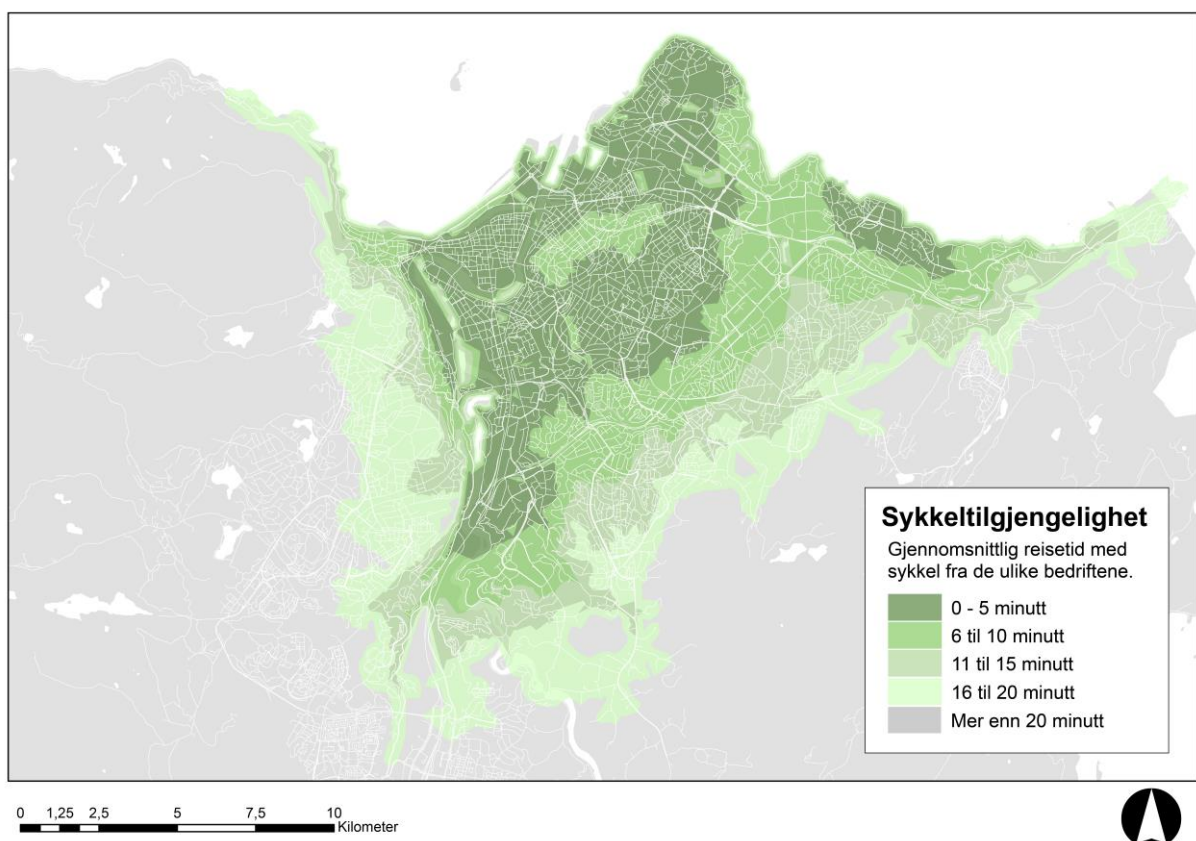 Sykkeltilgjengelighet
Gjennomsnittlig reisetid med
sykkel fra de ulike bedriftene.
0 - 5 minutt
6 til 10 minutt
11 til 15 minutt
16 til 20 minutt
Mer enn 20 minutt
0 1,25 2,5 5 7,5 10
Kilometer